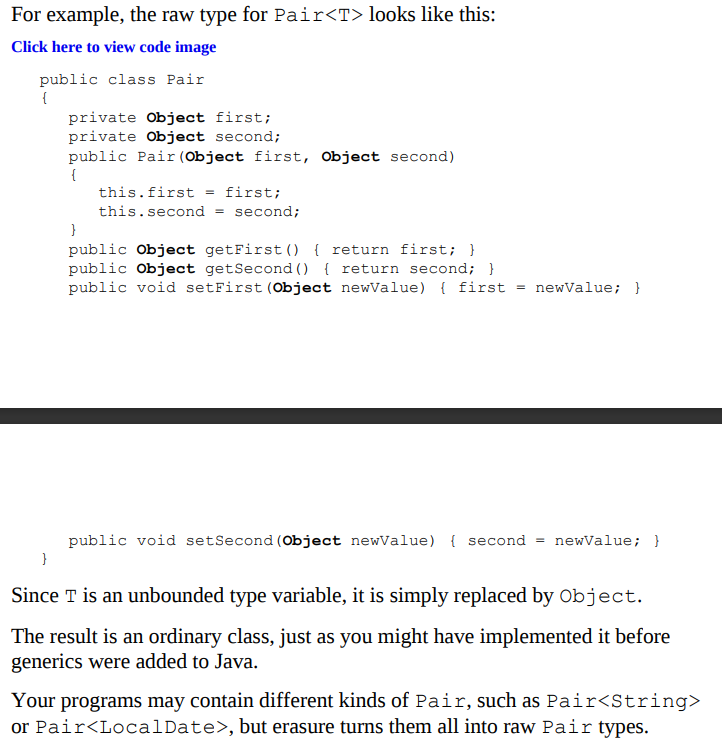 For example, the raw type for Pair<T> looks like this:
Click here to view code image
public class Pair
{
private Object first;
private Object second;
public Pair(Object first, Object second)
{
this.first = first;
this.second = second;
}
public Object getFirst() { return first; }
public Object getSecond() { return second; }
public void setFirst(Object newValue) { first = newValue; }
public void setSecond(Object newValue) { second = newValue; }
}
Since T is an unbounded type variable, it is simply replaced by Object.
The result is an ordinary class, just as you might have implemented it before
generics were added to Java.
Your programs may contain different kinds of Pair, such as Pair<String>
or Pair<LocalDate>, but erasure turns them all into raw Pair types.